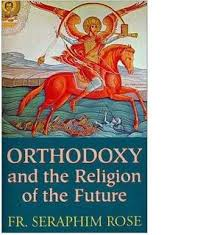 ORTHODOXY
and the Religion
of the Future
FR. SERAPHIM ROSE